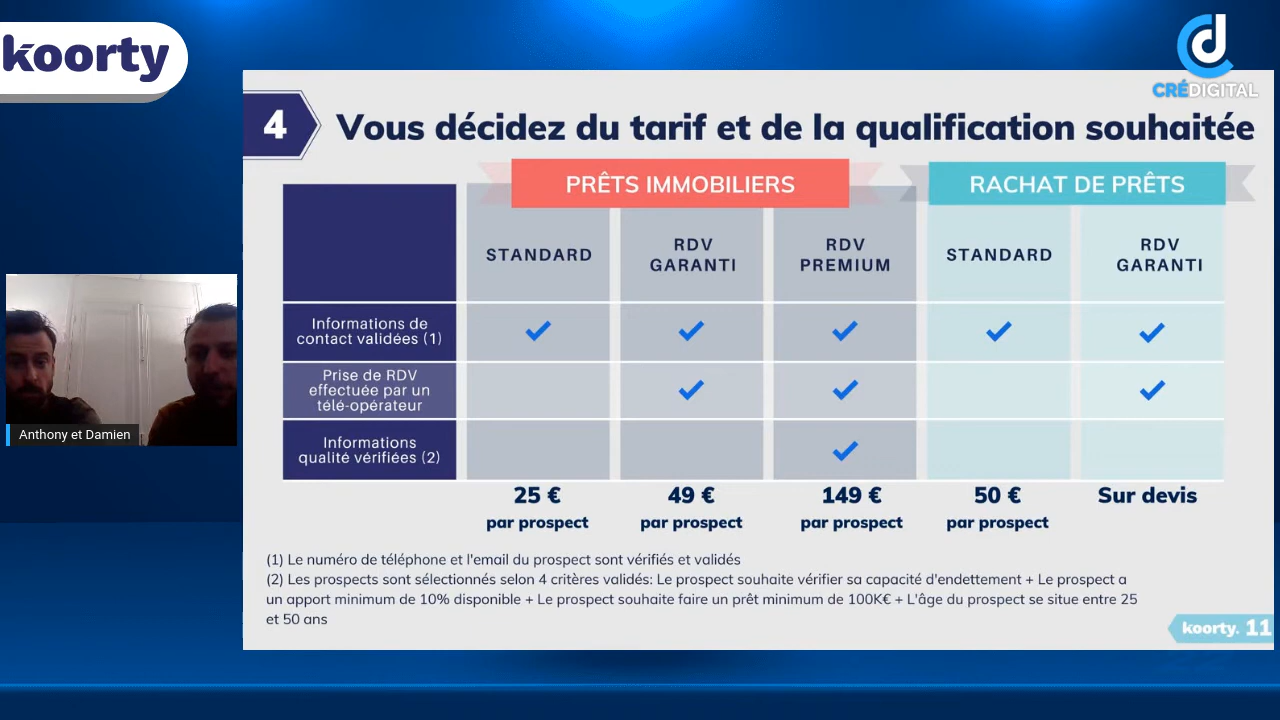 koorty
CRÉDIGITAL
4
Vous décidez du tarif et de la qualification souhaitée
PRÊTS IMMOBILIERS
RACHAT DE PRÊTS
STANDARD
RDV
GARANTI
RDV
PREMIUM
STANDARD
RDV
GARANTI
Informations de
contact validées (1)
Prise de RDV
effectuée par un
télé-opérateur
Informations
qualité vérifiées (2)
25 €
par prospect
49 €
par prospect
149 €
par prospect
50 €
par prospect
Sur devis
(1) Le numéro de téléphone et l'email du prospect sont vérifiés et validés
(2) Les prospects sont sélectionnés selon 4 critères validés: Le prospect souhaite vérifier sa capacité d'endettement + Le prospect a
un apport minimum de 10% disponible + Le prospect souhaite faire un prêt minimum de 100K€ + L'âge du prospect se situe entre 25
et 50 ans
koorty. 11
Anthony et Damien